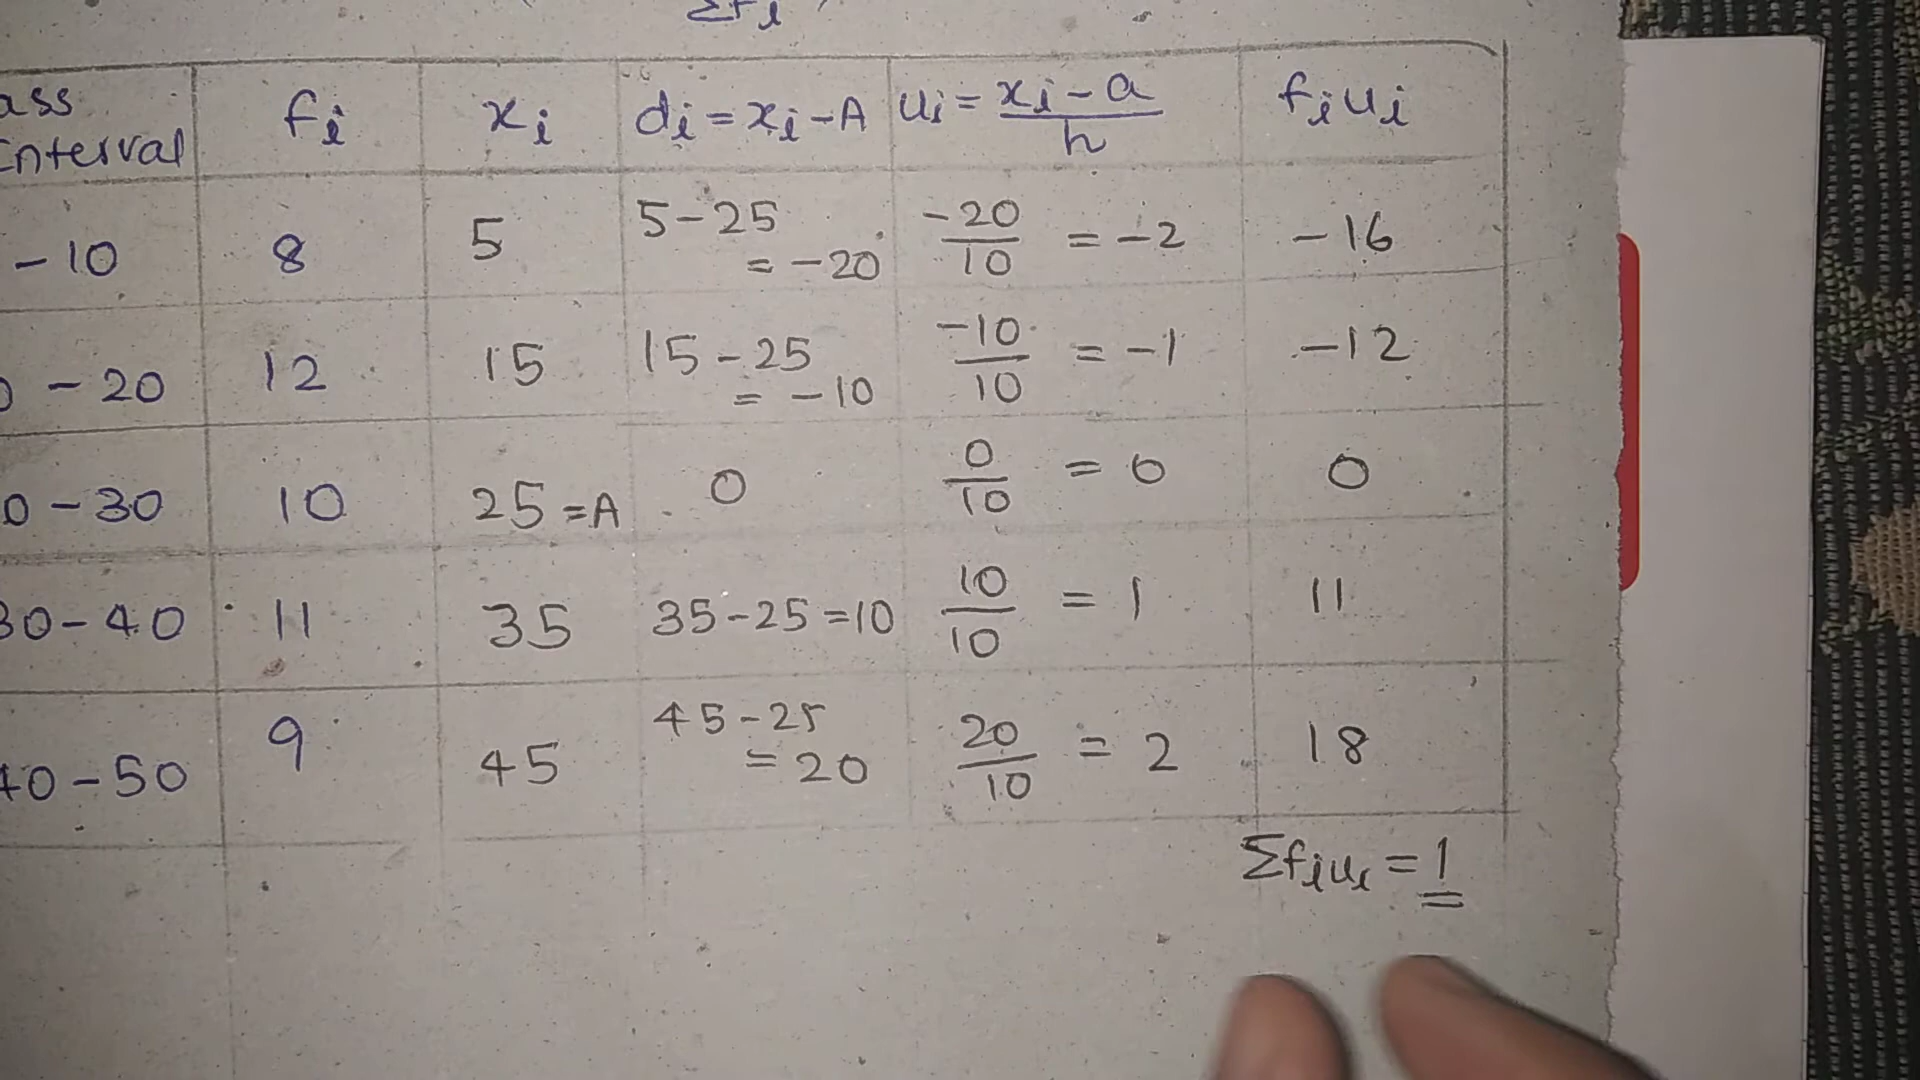 Σfi
ass Interval fi xi di = xi - A ui = xi - a / h fiui
- 10 8 5 5 - 25 = - 20 -20/10 = - 2 - 16
0 - 20 12 15 15 - 25 = - 10 -10/10 = - 1 - 12
0 - 30 10 25 = A 0 0/10 = 0 0
30 - 40 11 35 35 - 25 = 10 10/10 = 1 11
40 - 50 9 45 45 - 25 = 20 20/10 = 2 18
Σfiui = 1